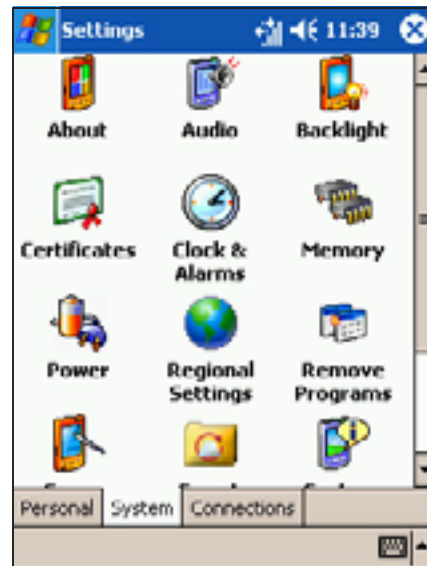 Settings 11:39
About Audio Backlight
Certificates Clock & Memory
Alarms
Power Regional Remove
Settings Programs
Personal System Connections